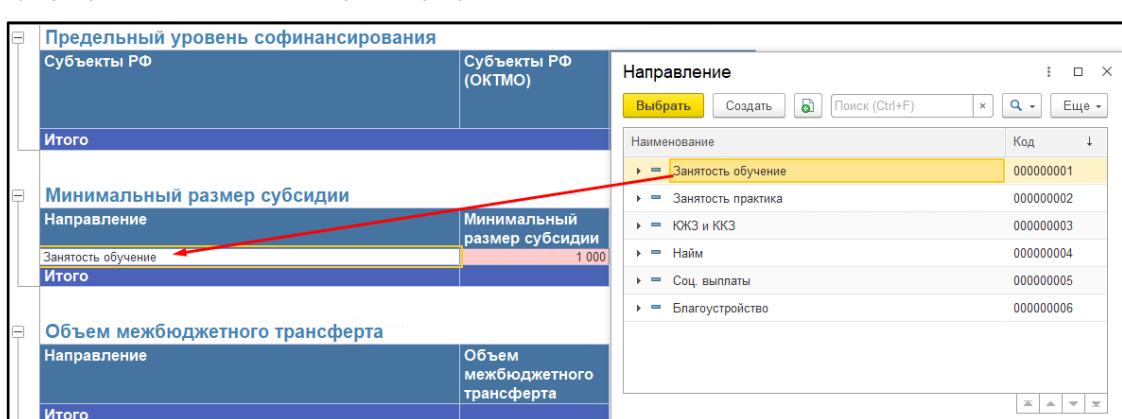 Предельный уровень софинансирования
Субъекты РФ
Субъекты РФ
(ОКТМО)
Итого
Минимальный размер субсидии
Направление
Минимальный
размер субсидии
Занятость обучение
1 000
Итого
Объем межбюджетного трансферта
Направление
Объем
межбюджетного
трансферта
Итого
Направление
Выбрать
Создать
Поиск (Ctrl+F)
×
Еще
Наименование
Код
Занятость обучение 000000001
Занятость практика 000000002
ЮКЗ и ККЗ 000000003
Найм 000000004
Соц. выплаты 000000005
Благоустройство 000000006